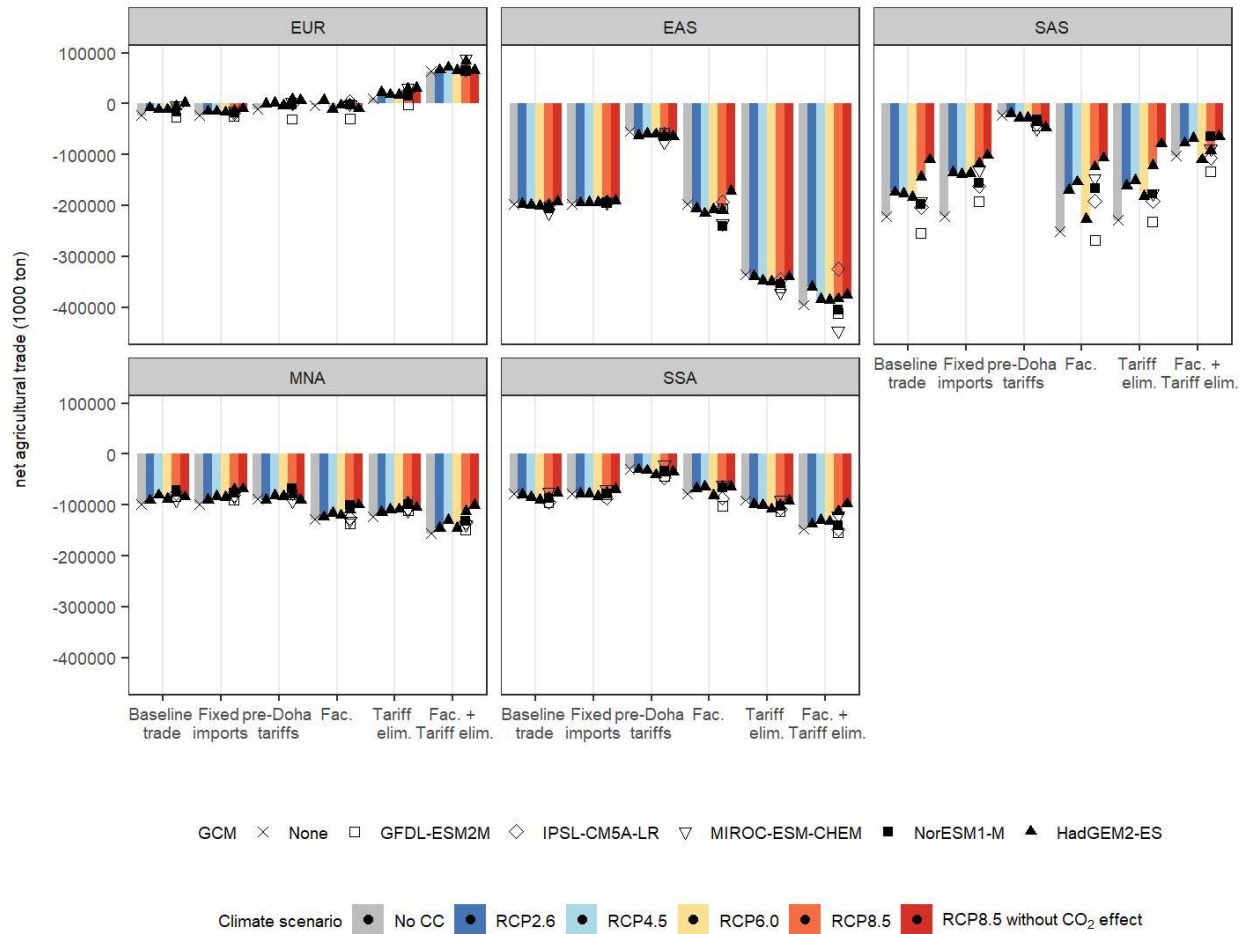 EUR
EAS
SAS
100000
0
-100000
-200000
-300000
-400000
net agricultural trade (1000 ton)
Baseline trade
Fixed imports
pre-Doha tariffs
Fac.
Tariff elim.
Fac. + Tariff elim.
MNA
SSA
100000
0
-100000
-200000
-300000
-400000
Baseline trade
Fixed imports
pre-Doha tariffs
Fac.
Tariff elim.
Fac. + Tariff elim.
Baseline trade
Fixed imports
pre-Doha tariffs
Fac.
Tariff elim.
Fac. + Tariff elim.
GCM None GFDL-ESM2M IPSL-CM5A-LR MIROC-ESM-CHEM NorESM1-M HadGEM2-ES
Climate scenario No CC RCP2.6 RCP4.5 RCP6.0 RCP8.5 RCP8.5 without CO₂ effect